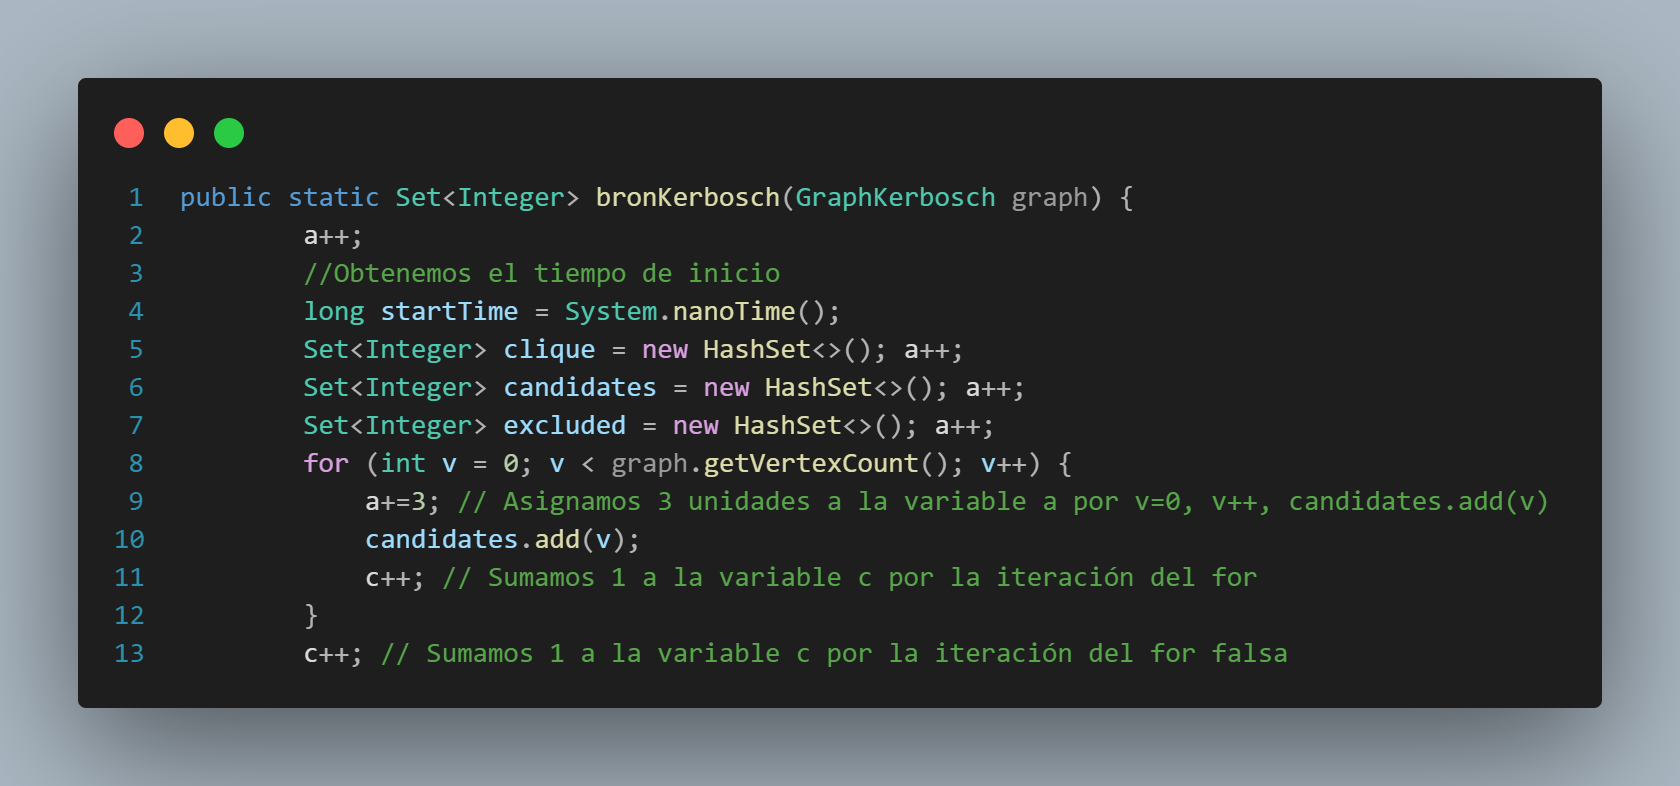 1 public static Set<Integer> bronKerbosch(GraphKerbosch graph) {
2 a++;
3 //Obtenemos el tiempo de inicio
4 long startTime = System.nanoTime();
5 Set<Integer> clique = new HashSet<>(); a++;
6 Set<Integer> candidates = new HashSet<>(); a++;
7 Set<Integer> excluded = new HashSet<>(); a++;
8 for (int v = 0; v < graph.getVertexCount(); v++) {
9 a+=3; // Asignamos 3 unidades a la variable a por v=0, v++, candidates.add(v)
10 candidates.add(v);
11 c++; // Sumamos 1 a la variable c por la iteración del for
12 }
13 c++; // Sumamos 1 a la variable c por la iteración del for falsa